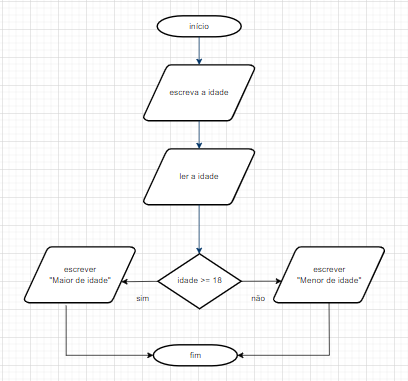 início
escreva a idade
ler a idade
idade >= 18
escrever
"Maior de idade"
sim
não
escrever
"Menor de idade"
fim